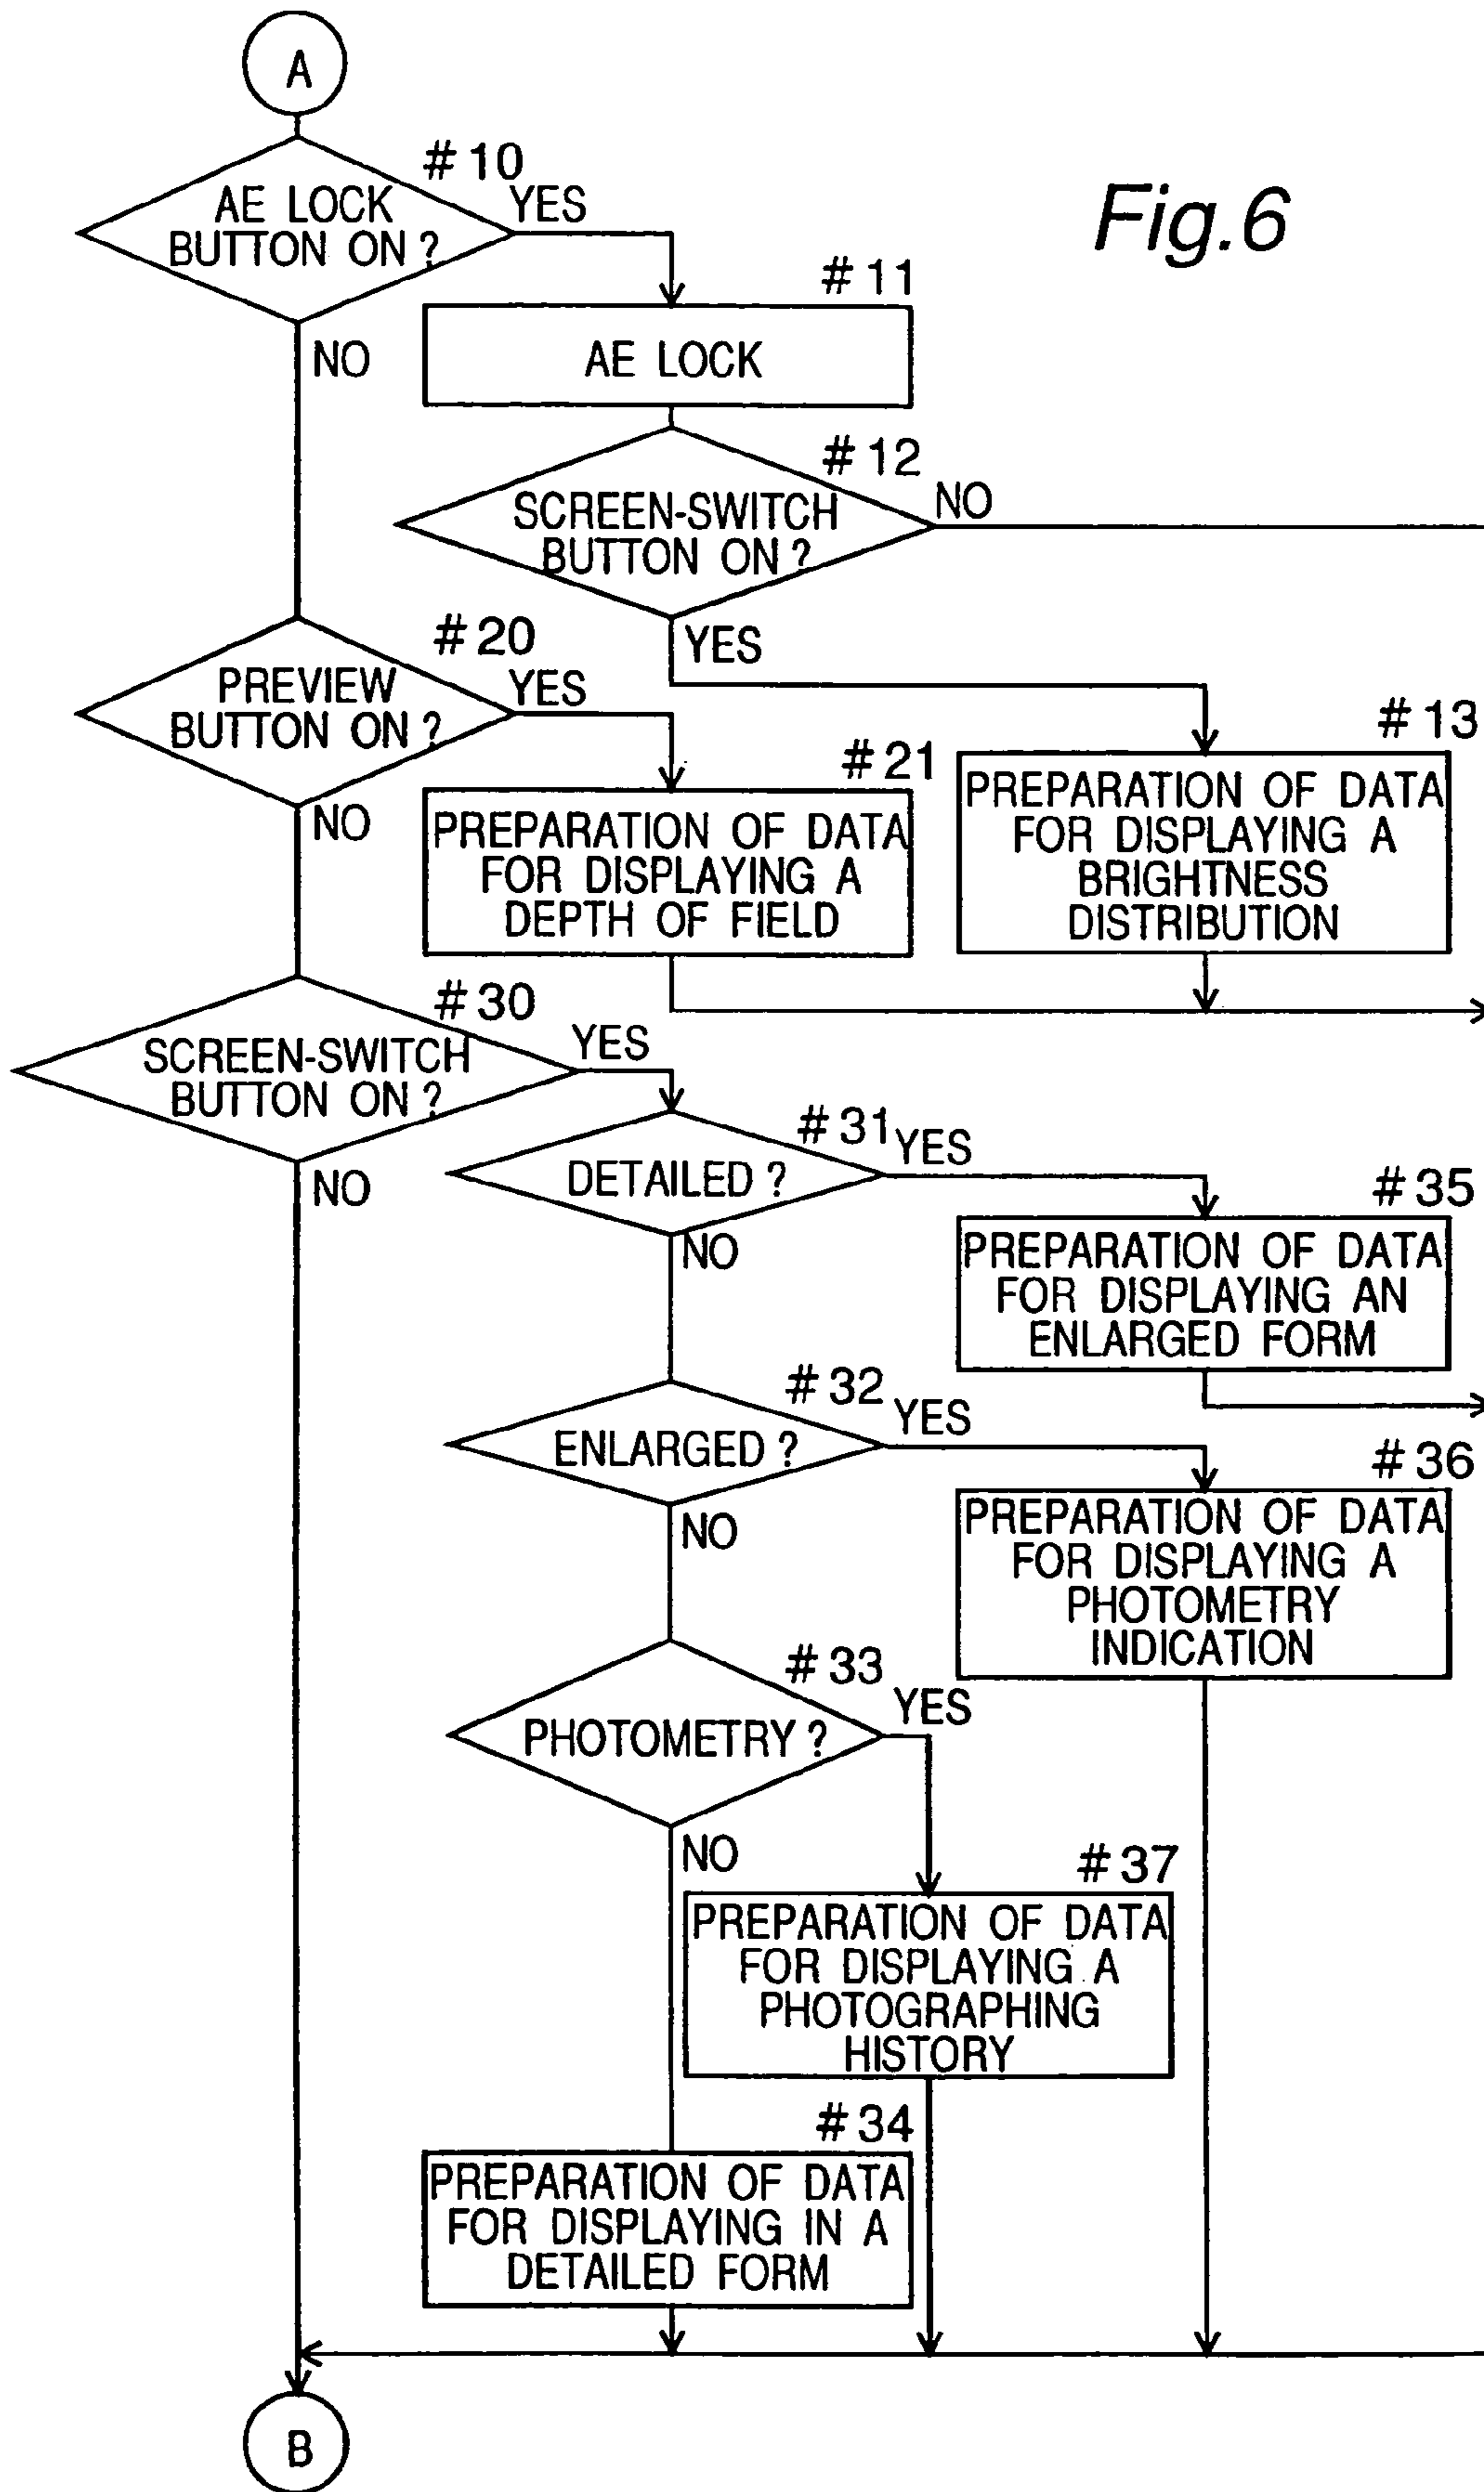 A
Fig.6
#10
AE LOCK
BUTTON ON ?
YES
NO
#11
AE LOCK
#12
SCREEN-SWITCH
BUTTON ON ?
NO
YES
#13
PREPARATION OF DATA
FOR DISPLAYING A
BRIGHTNESS
DISTRIBUTION
#20
PREVIEW
BUTTON ON ?
YES
NO
#21
PREPARATION OF DATA
FOR DISPLAYING A
DEPTH OF FIELD
#30
SCREEN-SWITCH
BUTTON ON ?
YES
NO
#31
DETAILED ?
YES
NO
#35
PREPARATION OF DATA
FOR DISPLAYING AN
ENLARGED FORM
#32
ENLARGED ?
YES
NO
#36
PREPARATION OF DATA
FOR DISPLAYING A
PHOTOMETRY
INDICATION
#33
PHOTOMETRY ?
YES
NO
#37
PREPARATION OF DATA
FOR DISPLAYING A
PHOTOGRAPHING
HISTORY
#34
PREPARATION OF DATA
FOR DISPLAYING IN A
DETAILED FORM
B